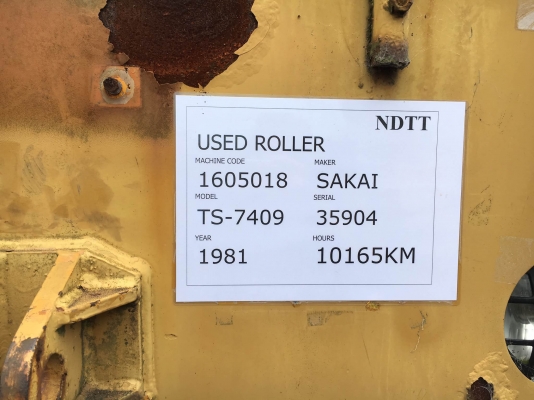 NDTT
USED ROLLER
MACHINE CODE MAKER
1605018 SAKAI
MODEL SERIAL
TS-7409 35904
YEAR HOURS
1981 10165KM